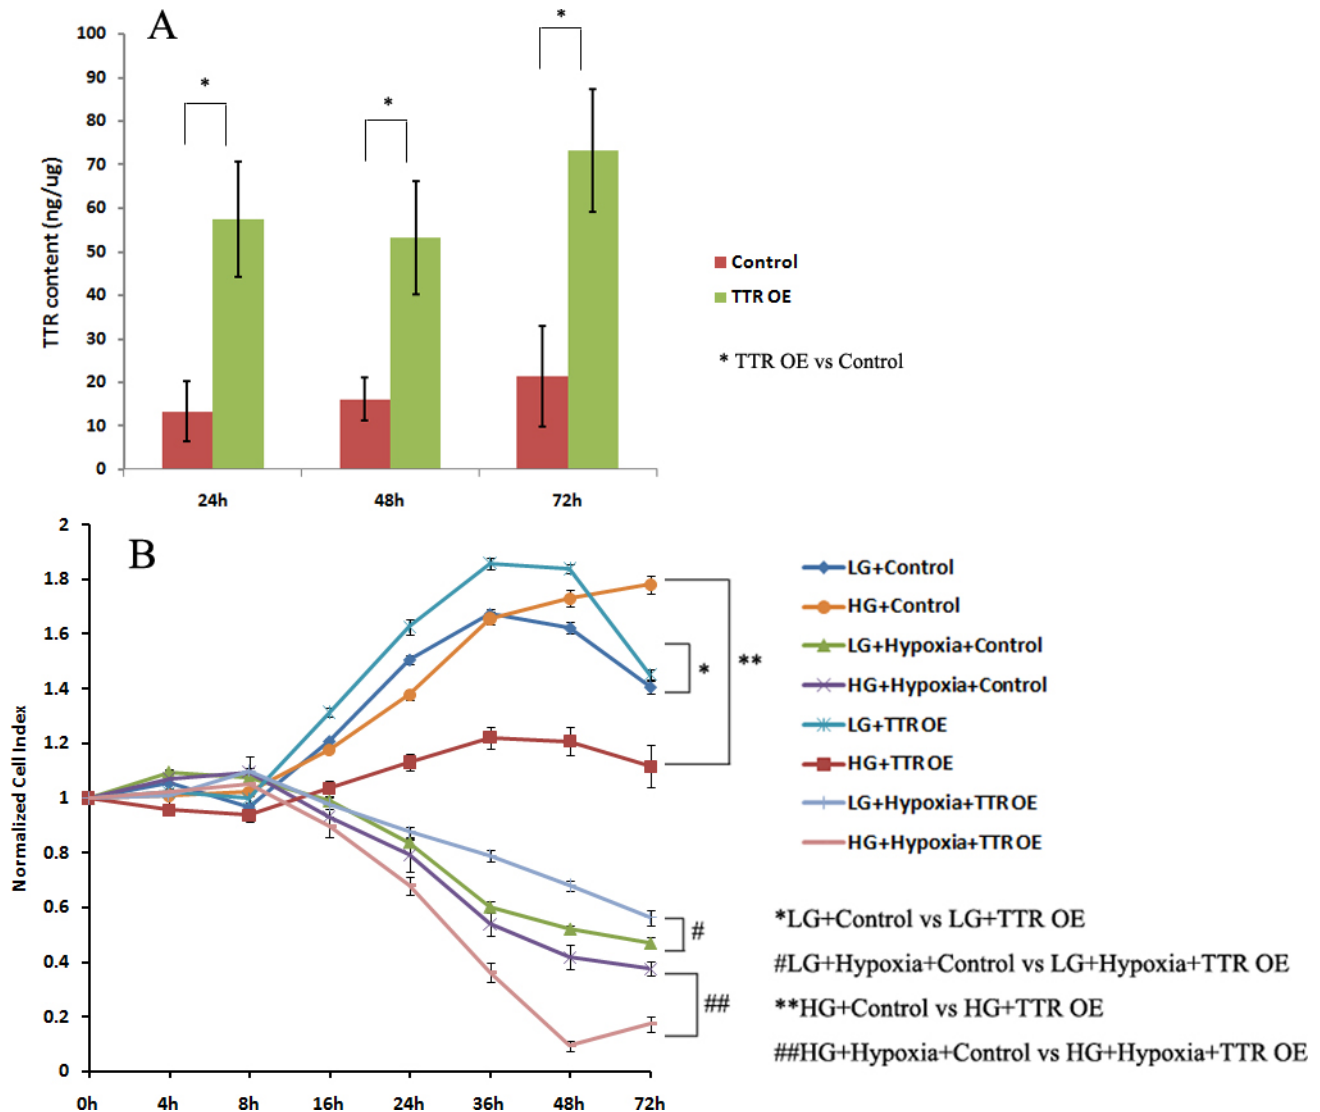 A
*
*
*
100
90
80
70
60
50
40
30
20
10
0
TTR content (ng/ug)
24h
48h
72h
Control
TTR OE
* TTR OE vs Control
B
2
1.8
1.6
1.4
1.2
1
0.8
0.6
0.4
0.2
0
Normalized Cell Index
0h
4h
8h
16h
24h
36h
48h
72h
*
**
#
##
LG+Control
HG+Control
LG+Hypoxia+Control
HG+Hypoxia+Control
LG+TTR OE
HG+TTR OE
LG+Hypoxia+TTR OE
HG+Hypoxia+TTR OE
*LG+Control vs LG+TTR OE
#LG+Hypoxia+Control vs LG+Hypoxia+TTR OE
**HG+Control vs HG+TTR OE
##HG+Hypoxia+Control vs HG+Hypoxia+TTR OE